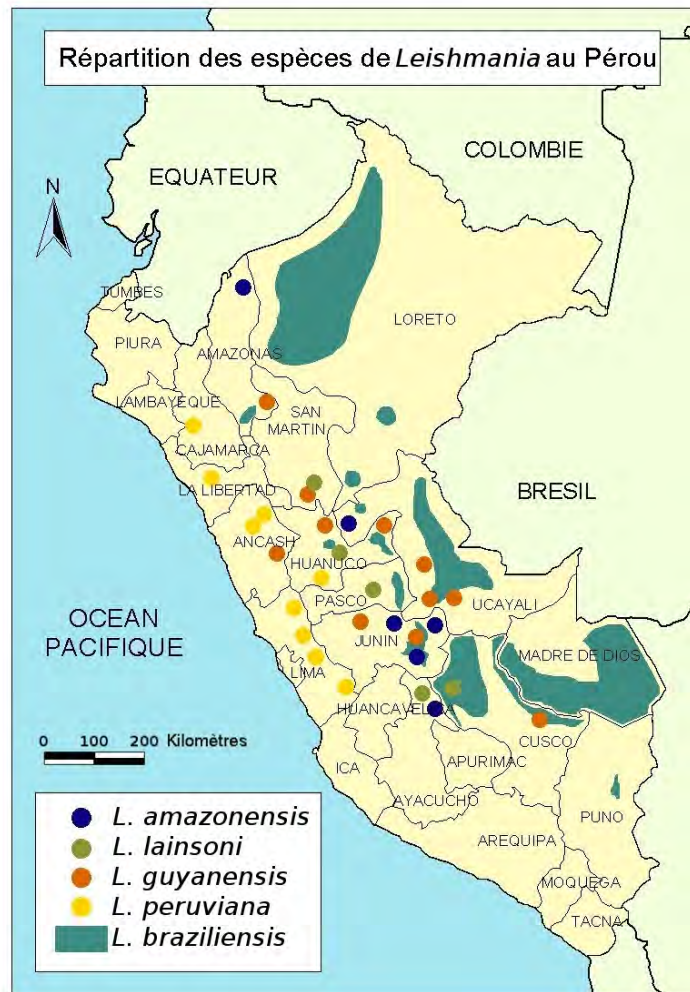 Répartition des espèces de Leishmania au Pérou
COLOMBIE
EQUATEUR
N
TUMBES
LORETO
PIURA
AMAZONAS
LAMBAYEQUE
SAN
MARTIN
CAJAMARCA
LA LIBERTAD
BRESIL
ANCASH
HUANUCO
PASCO
UCAYALI
OCEAN
PACIFIQUE
JUNIN
MADRE DE DIOS
LIMA
HUANCAVELICA
0 100 200 Kilomètres
CUSCO
ICA
APURIMAC
AYACUCHO
PUNO
AREQUIPA
MOQUEGA
TACNA
L. amazonensis
L. lainsoni
L. guyanensis
L. peruviana
L. braziliensis